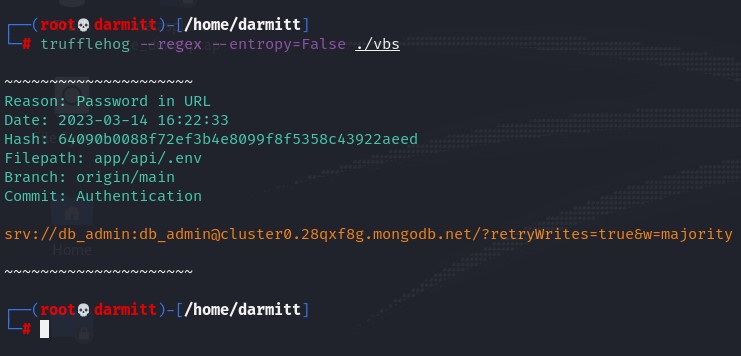 ┌──(root💀darmitt)-[/home/darmitt]
└─# trufflehog --regex --entropy=False ./vbs
~~~~~~~~~~~~~~~~~~~~~
Reason: Password in URL
Date: 2023-03-14 16:22:33
Hash: 64090b0088f72ef3b4e8099f8f5358c43922aeed
Filepath: app/api/.env
Branch: origin/main
Commit: Authentication
srv://db_admin:db_admin@cluster0.28qxf8g.mongodb.net/?retryWrites=true&w=majority
~~~~~~~~~~~~~~~~~~~~~
Home
┌──(root💀darmitt)-[/home/darmitt]
└─#